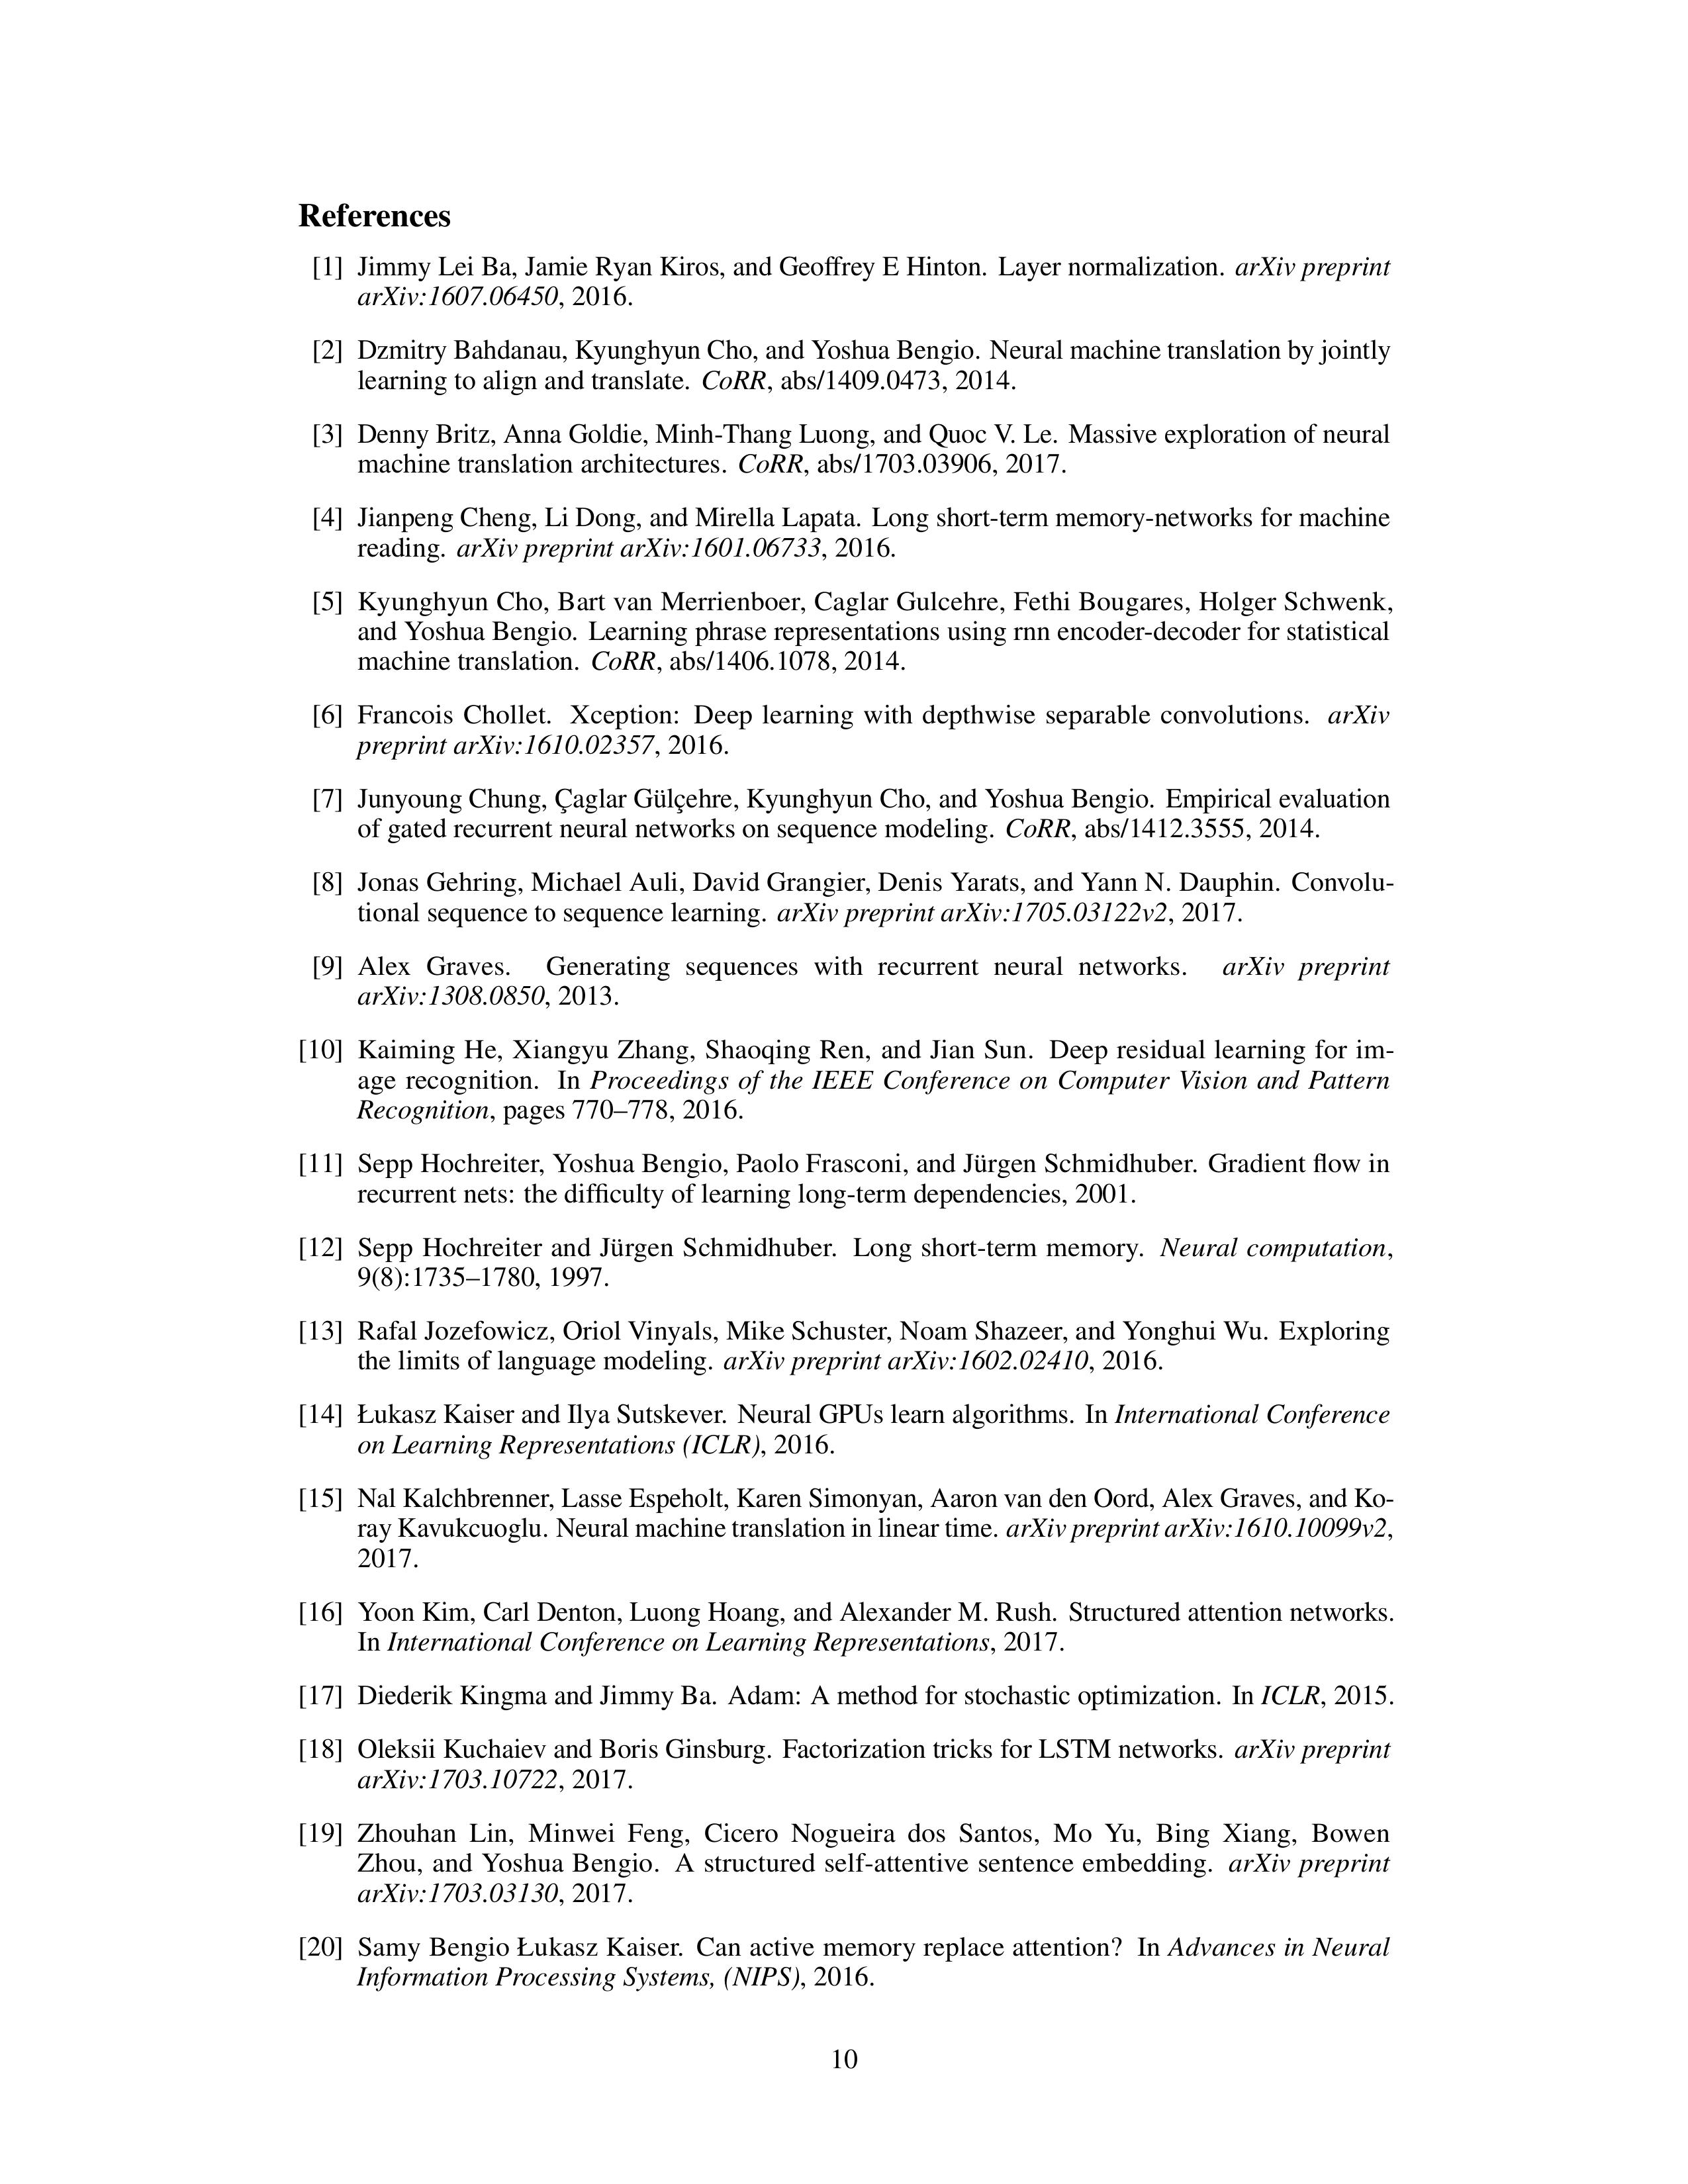 References
[1] Jimmy Lei Ba, Jamie Ryan Kiros, and Geoffrey E Hinton. Layer normalization. arXiv preprint
arXiv:1607.06450, 2016.
[2] Dzmitry Bahdanau, Kyunghyun Cho, and Yoshua Bengio. Neural machine translation by jointly
learning to align and translate. CoRR, abs/1409.0473, 2014.
[3] Denny Britz, Anna Goldie, Minh-Thang Luong, and Quoc V. Le. Massive exploration of neural
machine translation architectures. CoRR, abs/1703.03906, 2017.
[4] Jianpeng Cheng, Li Dong, and Mirella Lapata. Long short-term memory-networks for machine
reading. arXiv preprint arXiv:1601.06733, 2016.
[5] Kyunghyun Cho, Bart van Merrienboer, Caglar Gulcehre, Fethi Bougares, Holger Schwenk,
and Yoshua Bengio. Learning phrase representations using rnn encoder-decoder for statistical
machine translation. CoRR, abs/1406.1078, 2014.
[6] Francois Chollet. Xception: Deep learning with depthwise separable convolutions. arXiv
preprint arXiv:1610.02357, 2016.
[7] Junyoung Chung, Çaglar Gülçehre, Kyunghyun Cho, and Yoshua Bengio. Empirical evaluation
of gated recurrent neural networks on sequence modeling. CoRR, abs/1412.3555, 2014.
[8] Jonas Gehring, Michael Auli, David Grangier, Denis Yarats, and Yann N. Dauphin. Convolu-
tional sequence to sequence learning. arXiv preprint arXiv:1705.03122v2, 2017.
[9] Alex Graves. Generating sequences with recurrent neural networks. arXiv preprint
arXiv:1308.0850, 2013.
[10] Kaiming He, Xiangyu Zhang, Shaoqing Ren, and Jian Sun. Deep residual learning for im-
age recognition. In Proceedings of the IEEE Conference on Computer Vision and Pattern
Recognition, pages 770–778, 2016.
[11] Sepp Hochreiter, Yoshua Bengio, Paolo Frasconi, and Jürgen Schmidhuber. Gradient flow in
recurrent nets: the difficulty of learning long-term dependencies, 2001.
[12] Sepp Hochreiter and Jürgen Schmidhuber. Long short-term memory. Neural computation,
9(8):1735–1780, 1997.
[13] Rafal Jozefowicz, Oriol Vinyals, Mike Schuster, Noam Shazeer, and Yonghui Wu. Exploring
the limits of language modeling. arXiv preprint arXiv:1602.02410, 2016.
[14] Łukasz Kaiser and Ilya Sutskever. Neural GPUs learn algorithms. In International Conference
on Learning Representations (ICLR), 2016.
[15] Nal Kalchbrenner, Lasse Espeholt, Karen Simonyan, Aaron van den Oord, Alex Graves, and Ko-
ray Kavukcuoglu. Neural machine translation in linear time. arXiv preprint arXiv:1610.10099v2,
2017.
[16] Yoon Kim, Carl Denton, Luong Hoang, and Alexander M. Rush. Structured attention networks.
In International Conference on Learning Representations, 2017.
[17] Diederik Kingma and Jimmy Ba. Adam: A method for stochastic optimization. In ICLR, 2015.
[18] Oleksii Kuchaiev and Boris Ginsburg. Factorization tricks for LSTM networks. arXiv preprint
arXiv:1703.10722, 2017.
[19] Zhouhan Lin, Minwei Feng, Cicero Nogueira dos Santos, Mo Yu, Bing Xiang, Bowen
Zhou, and Yoshua Bengio. A structured self-attentive sentence embedding. arXiv preprint
arXiv:1703.03130, 2017.
[20] Samy Bengio Łukasz Kaiser. Can active memory replace attention? In Advances in Neural
Information Processing Systems, (NIPS), 2016.
10